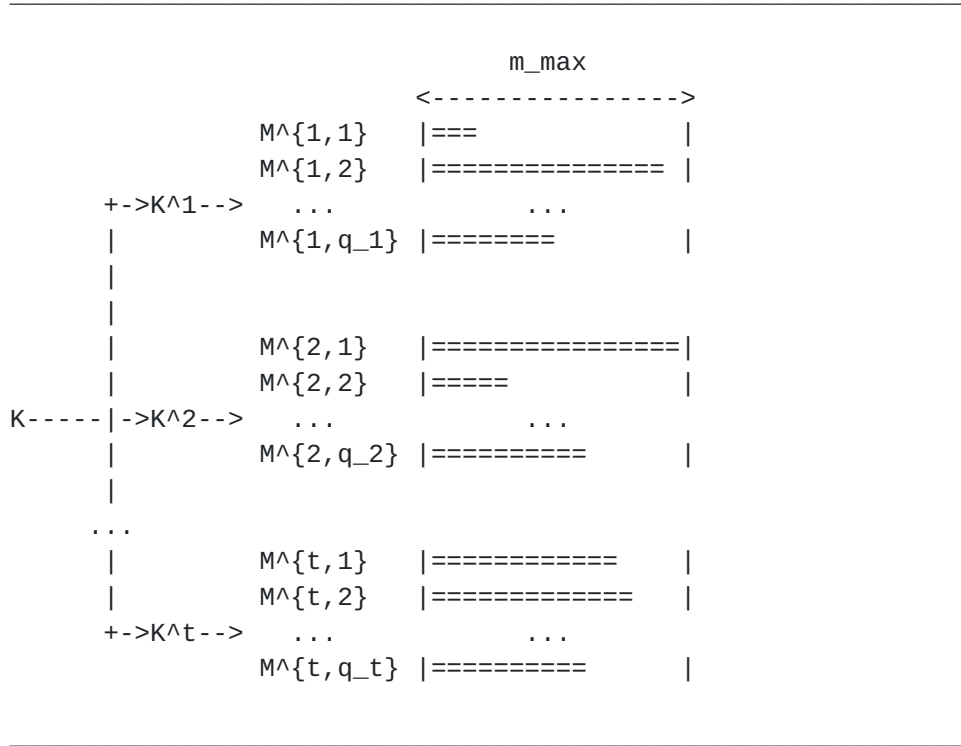 m_max
<---------------->
M^{1,1} |=== |
M^{1,2} |=============== |
+->K^1--> ... ...
| M^{1,q_1} |======== |
|
|
| M^{2,1} |================|
| M^{2,2} |===== |
K-----|->K^2--> ... ...
| M^{2,q_2} |========== |
|
...
| M^{t,1} |============ |
| M^{t,2} |============= |
+->K^t--> ... ...
M^{t,q_t} |========== |